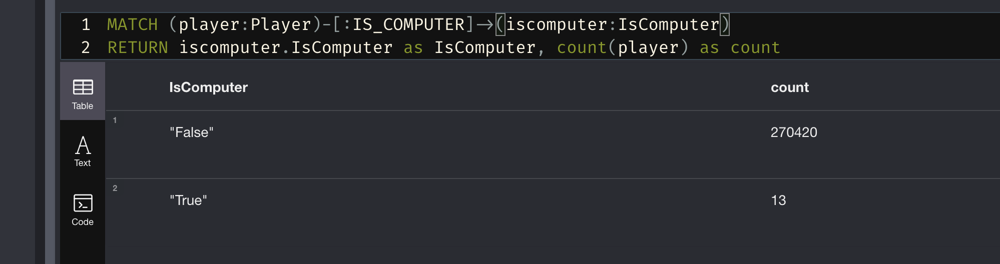 1 MATCH (player:Player)-[:IS_COMPUTER]->(iscomputer:IsComputer)
2 RETURN iscomputer.IsComputer as IsComputer, count(player) as count
Table
IsComputer count
1
"False" 270420
Text
2
"True" 13
Code